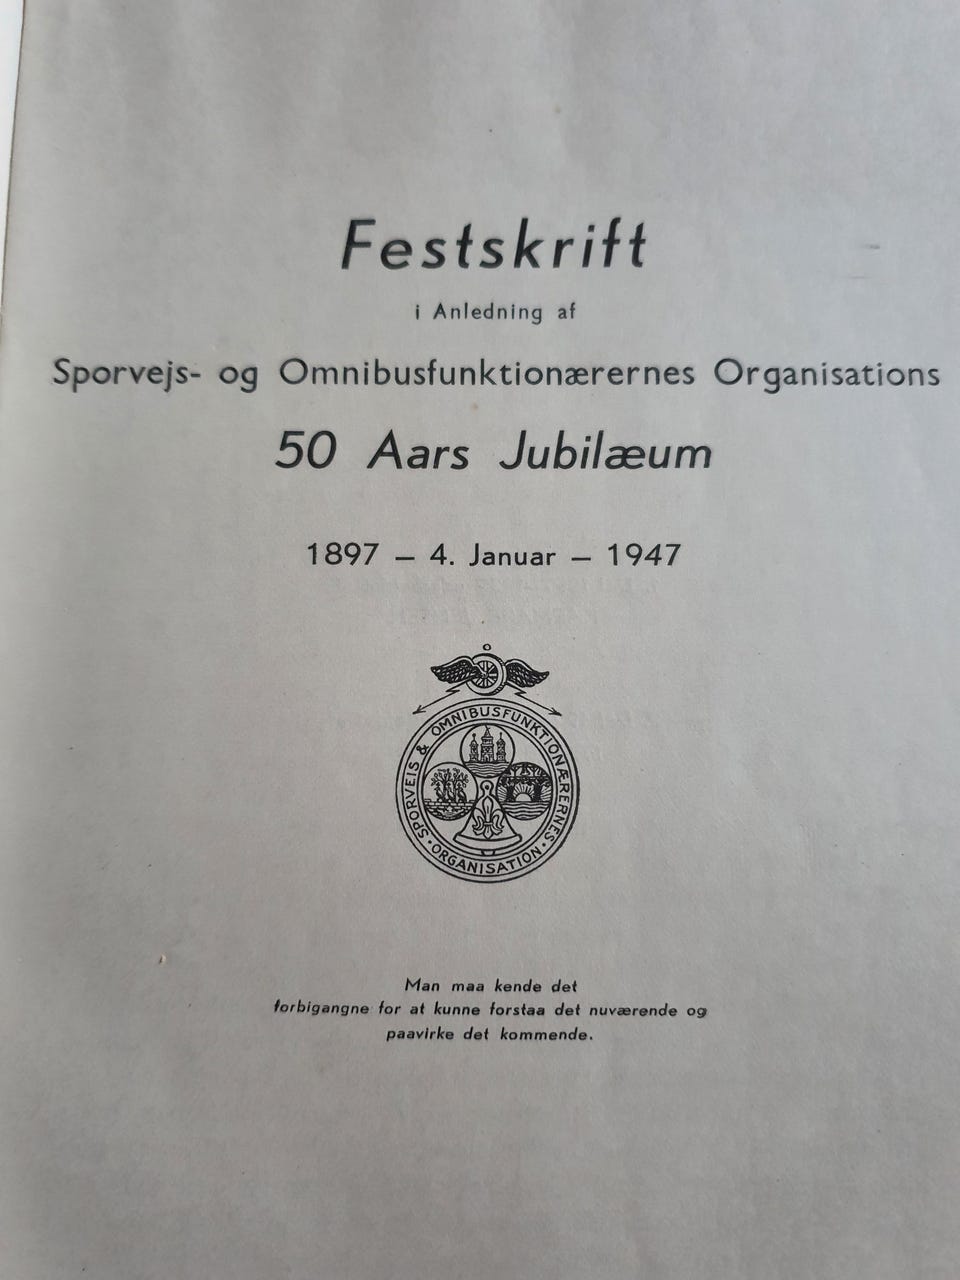 Festskrift
i Anledning af
Sporvejs- og Omnibusfunktionærernes Organisations
50 Aars Jubilæum
1897 — 4. Januar — 1947
SPORVEJS & OMNIBUSFUNKTIONÆRERNES
· ORGANISATION ·
Man maa kende det
forbigangne for at kunne forstaa det nuværende og
paavirke det kommende.